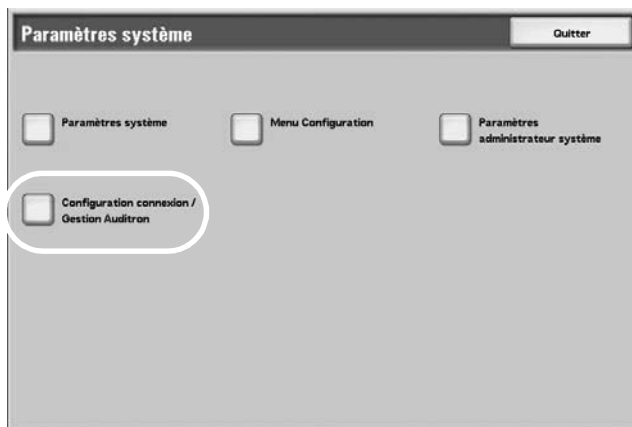 Paramètres système
Quitter
Paramètres système
Menu Configuration
Paramètres
administrateur système
Configuration connexion /
Gestion Auditron